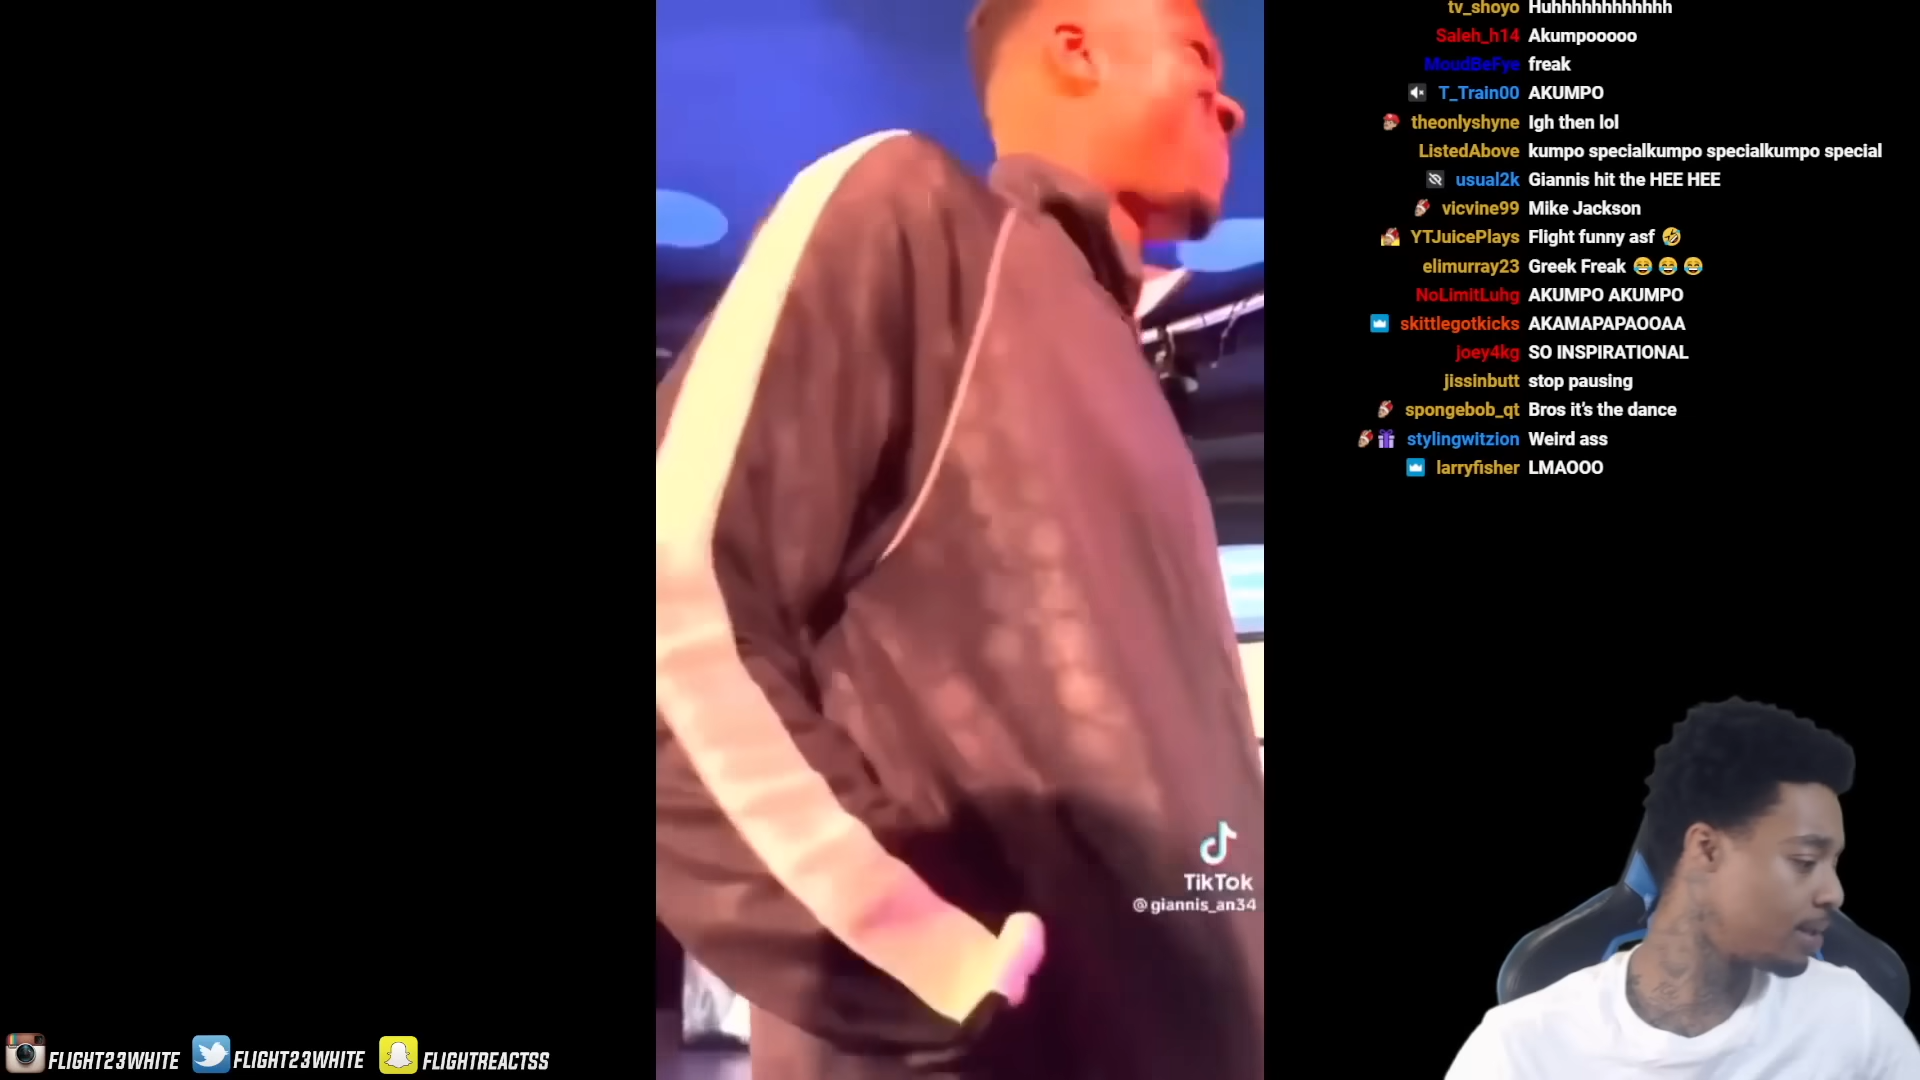 tv_shoyo Huhhhhhhhhhhhh
Saleh_h14 Akumpooooo
MoudBeFye freak
T_Train00 AKUMPO
theonlyshyne Igh then lol
ListedAbove kumpo specialkumpo specialkumpo special
usual2k Giannis hit the HEE HEE
vicvine99 Mike Jackson
YTJuicePlays Flight funny asf 🤣
elimurray23 Greek Freak 😂 😂 😂
NoLimitLuhg AKUMPO AKUMPO
skittlegotkicks AKAMAPAPAOOAA
joey4kg SO INSPIRATIONAL
jissinbutt stop pausing
spongebob_qt Bros it's the dance
stylingwitzion Weird ass
larryfisher LMAOOO
TikTok
@giannis_an34
FLIGHT23WHITE FLIGHT23WHITE FLIGHTREACTSS